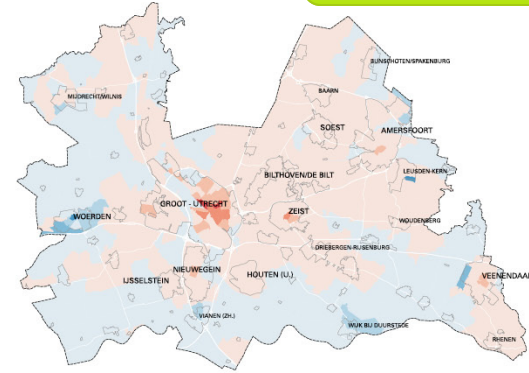 BUNSCHOTEN/SPAKENBURG
MIJDRECHT/WILNIS
BAARN
SOEST
AMERSFOORT
BILTHOVEN/DE BILT
LEUSDEN-KERN
GROOT - UTRECHT
ZEIST
WOERDEN
WOUDENBERG
DRIEBERGEN-RIJSENBURG
NIEUWEGEIN
IJSSELSTEIN
HOUTEN (U.)
VEENENDAAL
VIANEN (ZH.)
WIJK BIJ DUURSTEDE
RHENEN